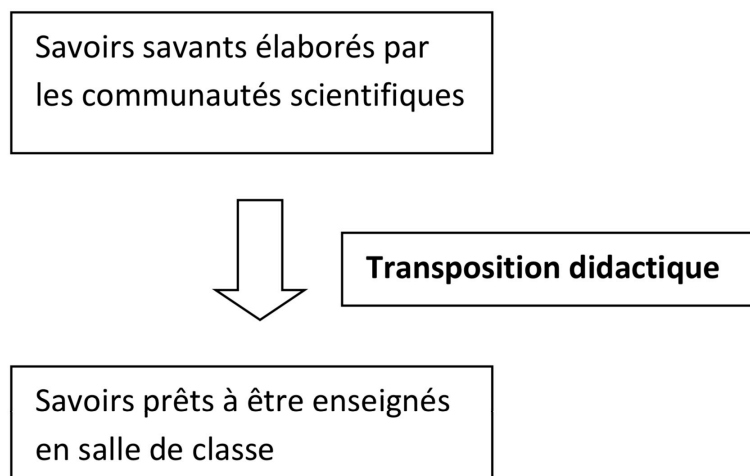 Savoirs savants élaborés par
les communautés scientifiques
Transposition didactique
Savoirs prêts à être enseignés
en salle de classe